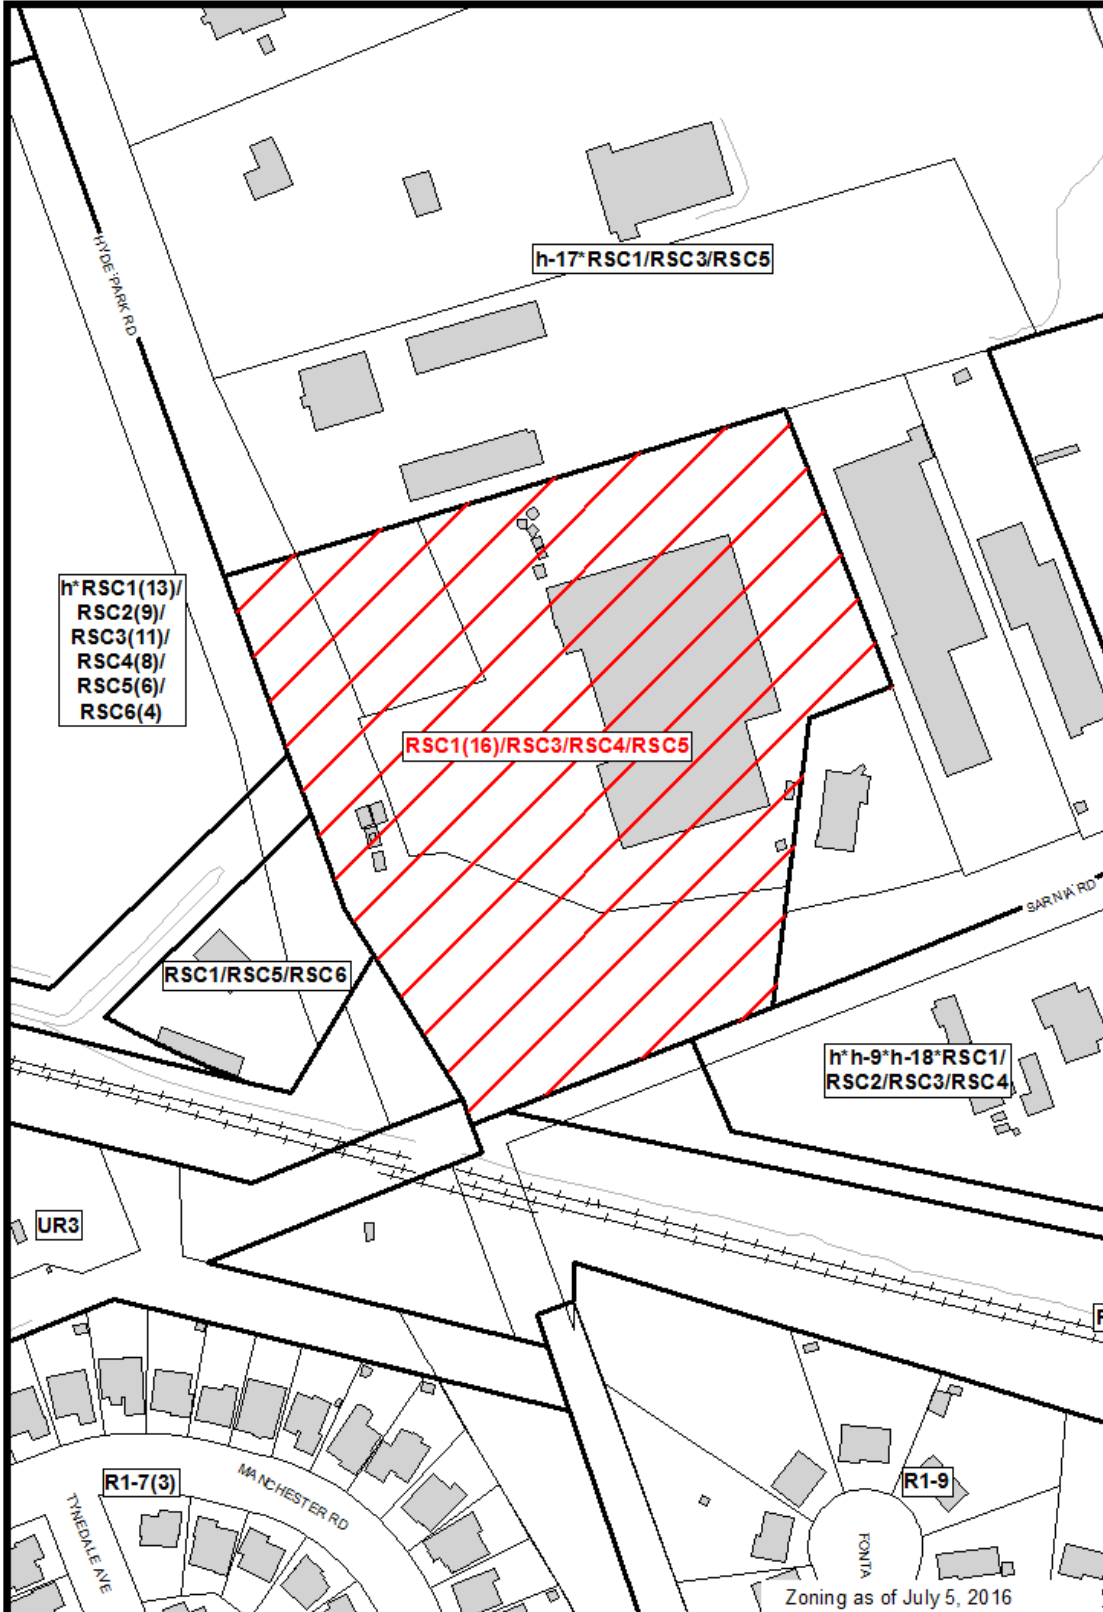 HYDE PARK RD
h-17*RSC1/RSC3/RSC5
h*RSC1(13)/
RSC2(9)/
RSC3(11)/
RSC4(8)/
RSC5(6)/
RSC6(4)
RSC1(16)/RSC3/RSC4/RSC5
SARNIA RD
RSC1/RSC5/RSC6
h*h-9*h-18*RSC1/
RSC2/RSC3/RSC4
UR3
R1-7(3)
MANCHESTER RD
TYNEDALE AVE
R1-9
FONTA
Zoning as of July 5, 2016